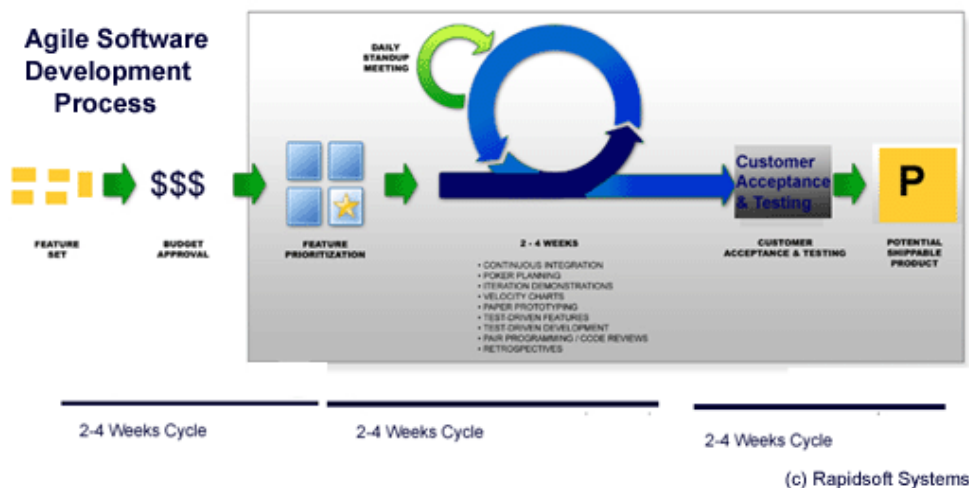 Agile Software
Development
Process
DAILY
STANDUP
MEETING
$$$
Customer
Acceptance
& Testing
P
FEATURE
SET
BUDGET
APPROVAL
FEATURE
PRIORITIZATION
2 - 4 WEEKS
• CONTINUOUS INTEGRATION
• POKER PLANNING
• ITERATION DEMONSTRATIONS
• VELOCITY CHARTS
• PAPER PROTOTYPING
• TEST-DRIVEN FEATURES
• TEST-DRIVEN DEVELOPMENT
• PAIR PROGRAMMING / CODE REVIEWS
• RETROSPECTIVES
CUSTOMER
ACCEPTANCE & TESTING
POTENTIAL
SHIPPABLE
PRODUCT
2-4 Weeks Cycle
2-4 Weeks Cycle
2-4 Weeks Cycle
(c) Rapidsoft Systems